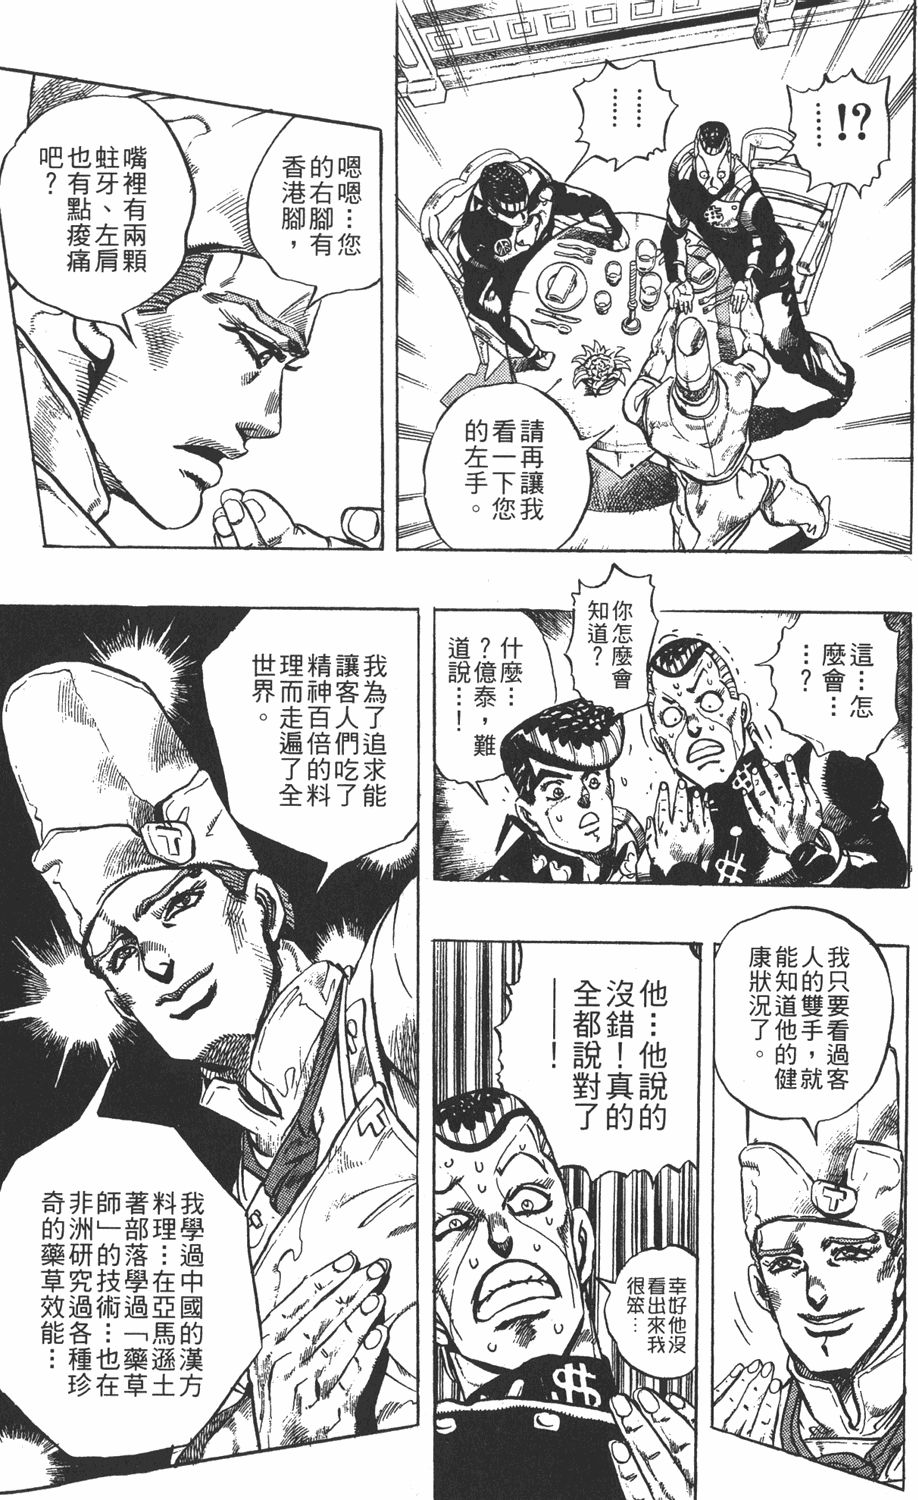 ……!?
……
請再讓我
看一下您
的左手。
嗯嗯…您
的右腳有
香港腳，
嘴裡有兩顆
蛀牙、左肩
也有點痠痛
吧？
這…怎
麼會…
…？
你怎麼會
知道？
什麼…
？億泰，難
道說…！
我只要看過客
人的雙手，就
能知道他的健
康狀況了。
他…他說的
沒錯！真的
全都說對了
——！
幸好他沒
看出來我
很笨…
我為了追求能
讓客人們吃了
精神百倍的料
理而走遍了全
世界。
我學過中國的漢方
料理…在亞馬遜土
著部落學過「藥草
師」的技術…也在
非洲研究過各種珍
奇的藥草效能…